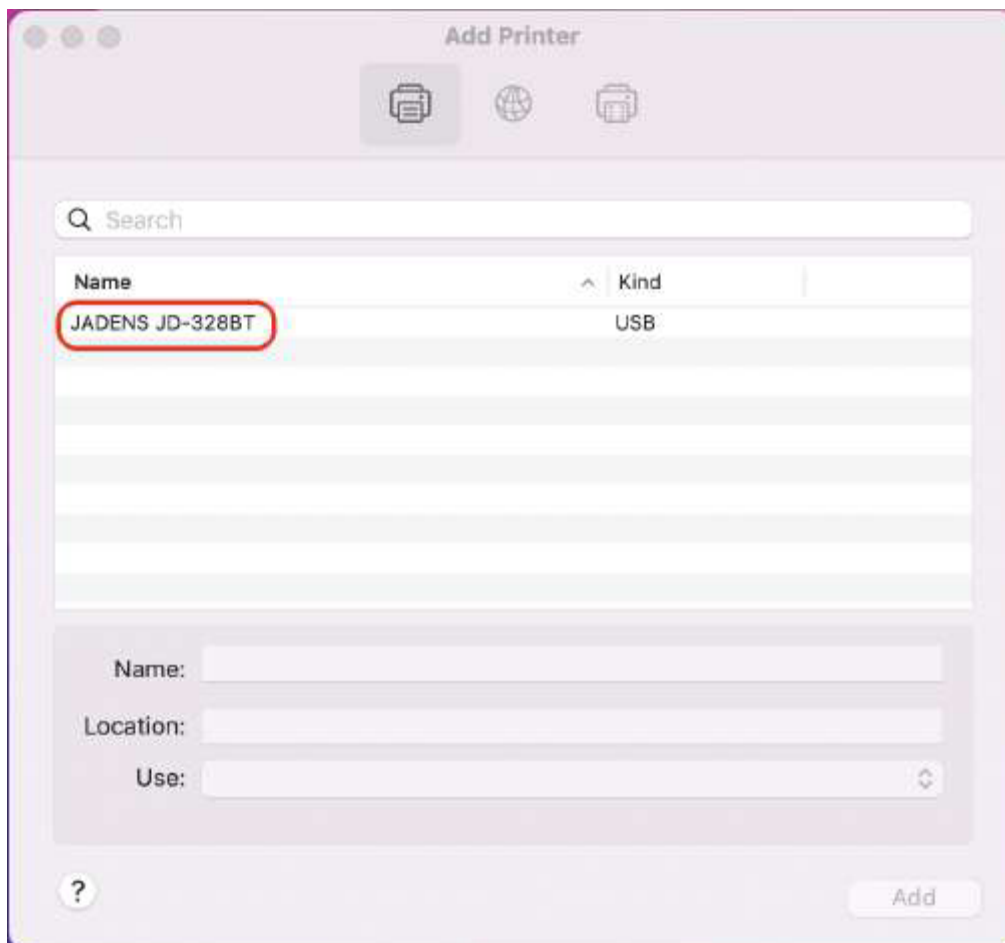 Add Printer
Search
Name Kind
JADENS JD-328BT USB
Name:
Location:
Use:
?
Add